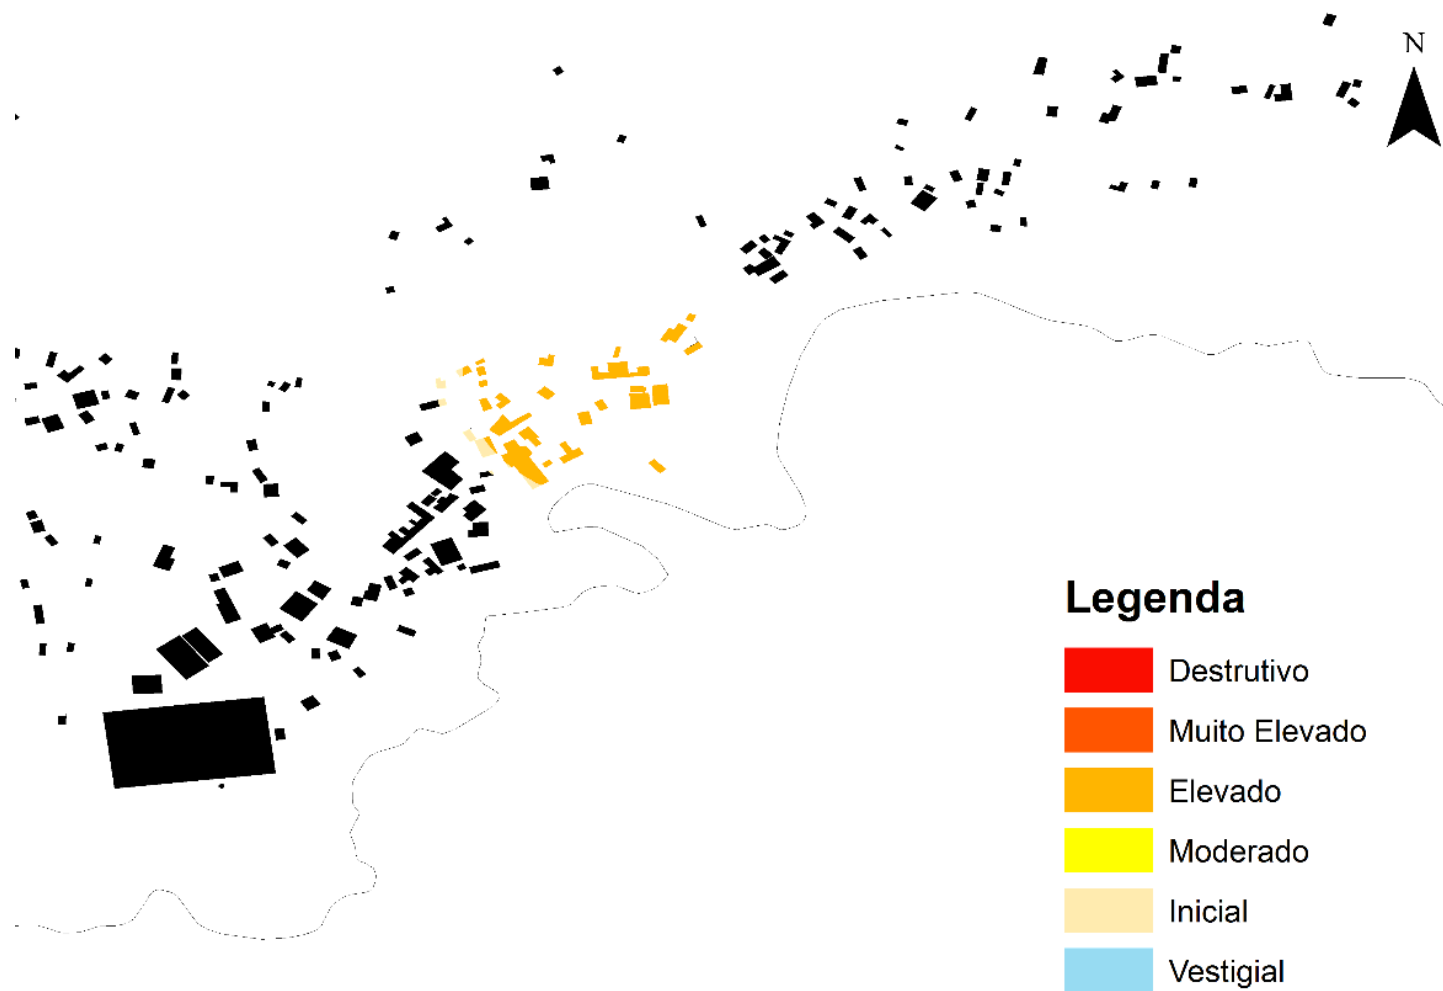 N
Legenda
Destrutivo
Muito Elevado
Elevado
Moderado
Inicial
Vestigial